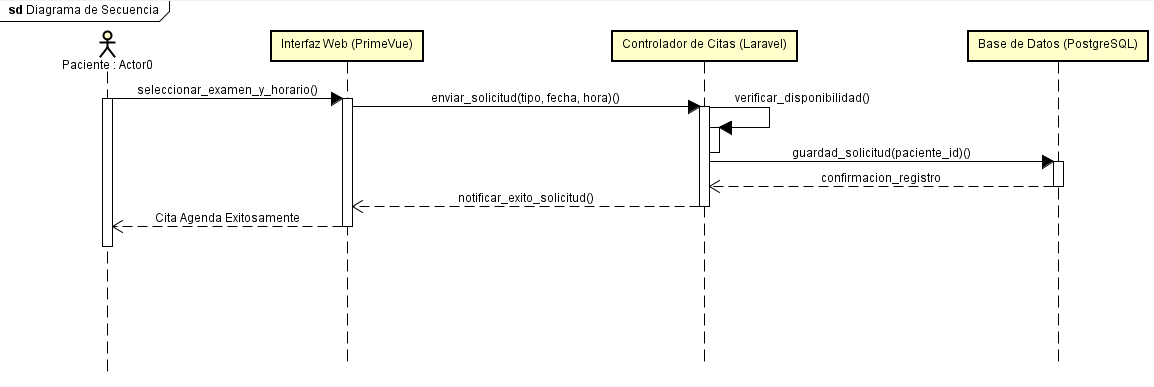 sd Diagrama de Secuencia
Paciente : Actor0
Interfaz Web (PrimeVue)
Controlador de Citas (Laravel)
Base de Datos (PostgreSQL)
seleccionar_examen_y_horario()
enviar_solicitud(tipo, fecha, hora)()
verificar_disponibilidad()
guardad_solicitud(paciente_id)()
confirmacion_registro
notificar_exito_solicitud()
Cita Agenda Exitosamente